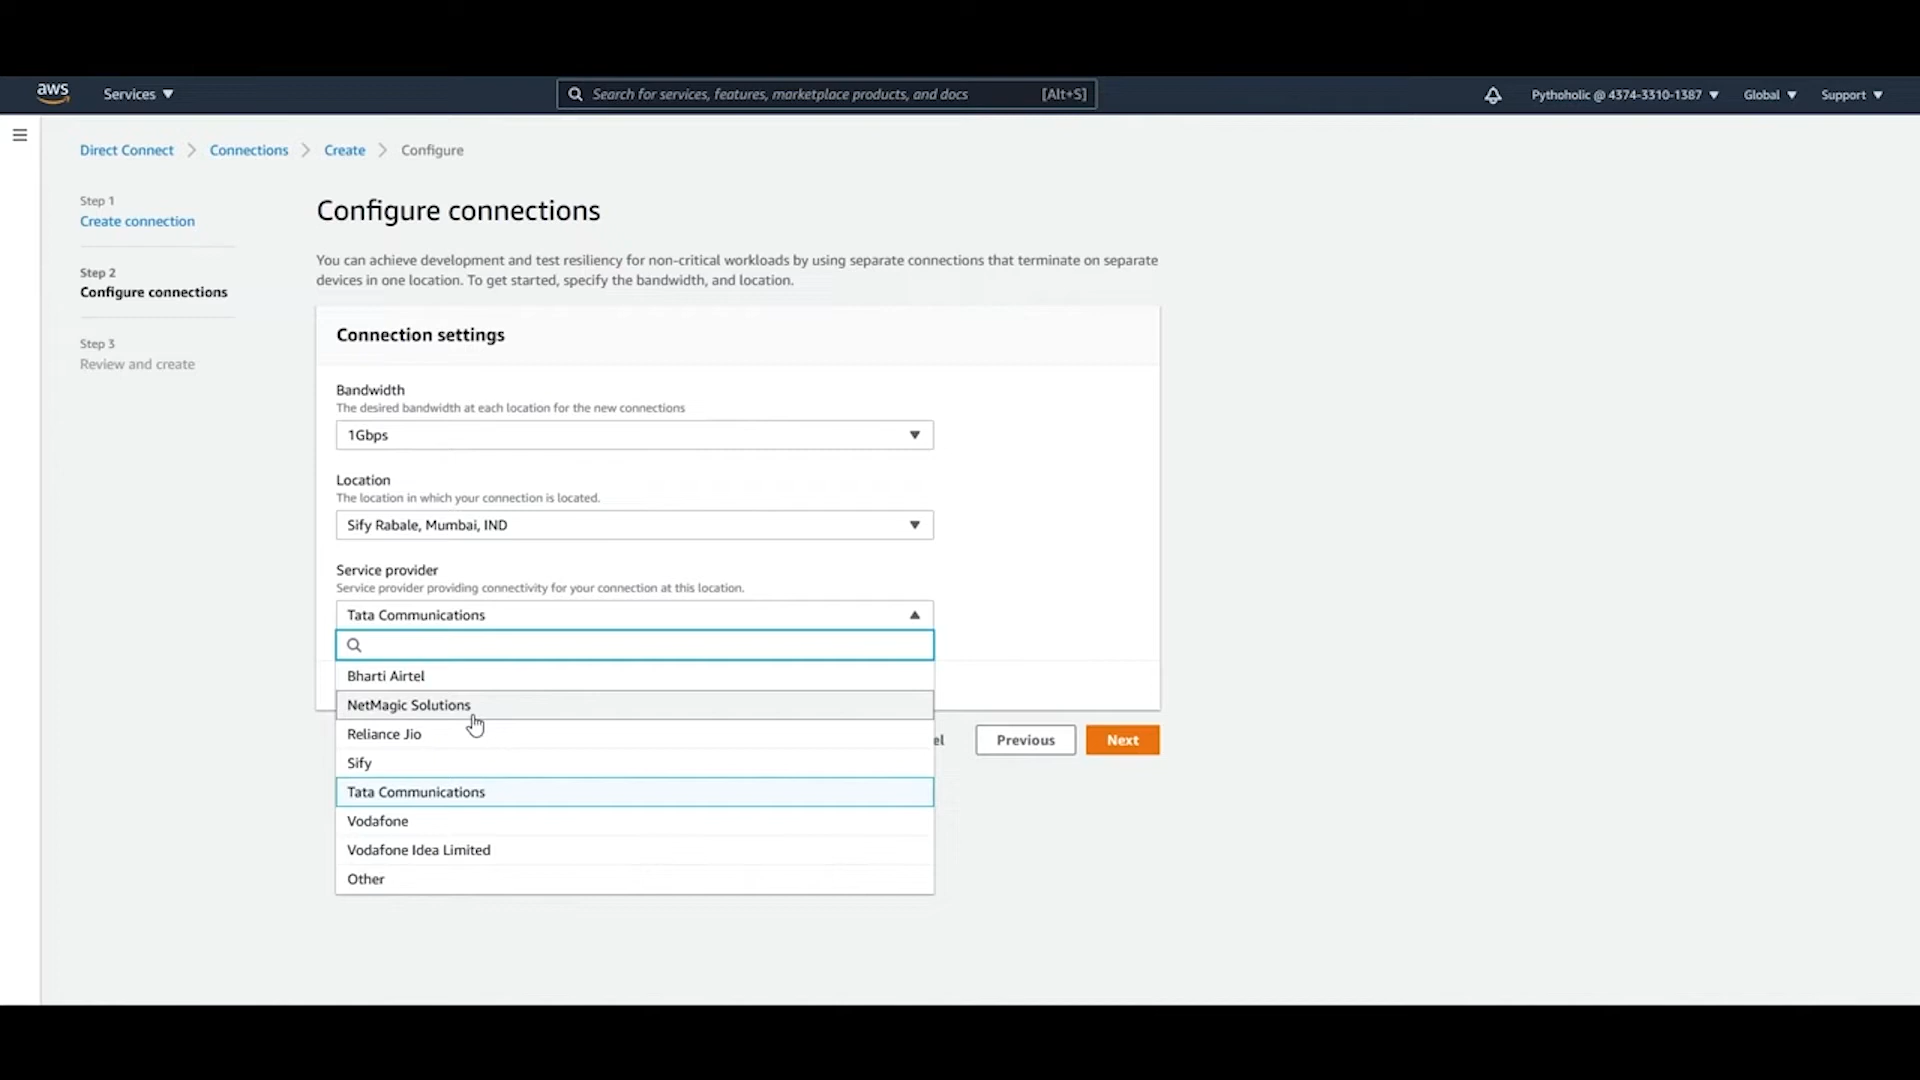 aws
Services ▼
Search for services, features, marketplace products, and docs [Alt+S]
Pythoholic @ 4374-3310-1387 ▼
Global ▼
Support ▼
Direct Connect > Connections > Create > Configure
Step 1
Create connection
Step 2
Configure connections
Step 3
Review and create
Configure connections
You can achieve development and test resiliency for non-critical workloads by using separate connections that terminate on separate
devices in one location. To get started, specify the bandwidth, and location.
Connection settings
Bandwidth
The desired bandwidth at each location for the new connections
1Gbps
Location
The location in which your connection is located.
Sify Rabale, Mumbai, IND
Service provider
Service provider providing connectivity for your connection at this location.
Tata Communications
Bharti Airtel
NetMagic Solutions
Reliance Jio
Sify
Tata Communications
Vodafone
Vodafone Idea Limited
Other
el
Previous
Next